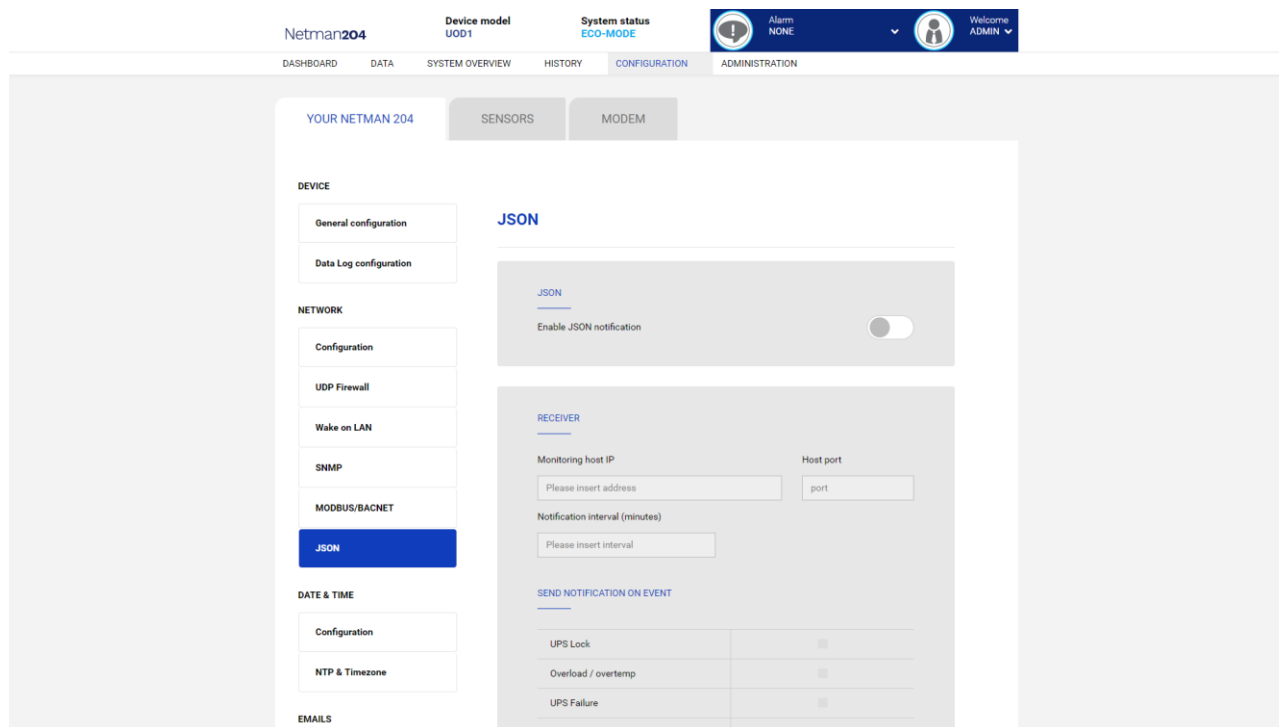 Netman204
Device model
UOD1
System status
ECO-MODE
Alarm
NONE
Welcome
ADMIN
DASHBOARD DATA SYSTEM OVERVIEW HISTORY CONFIGURATION ADMINISTRATION
YOUR NETMAN 204 SENSORS MODEM
DEVICE
General configuration
Data Log configuration
NETWORK
Configuration
UDP Firewall
Wake on LAN
SNMP
MODBUS/BACNET
JSON
DATE & TIME
Configuration
NTP & Timezone
EMAILS
JSON
JSON
Enable JSON notification
RECEIVER
Monitoring host IP Host port
Please insert address port
Notification interval (minutes)
Please insert interval
SEND NOTIFICATION ON EVENT
UPS Lock
Overload / overtemp
UPS Failure